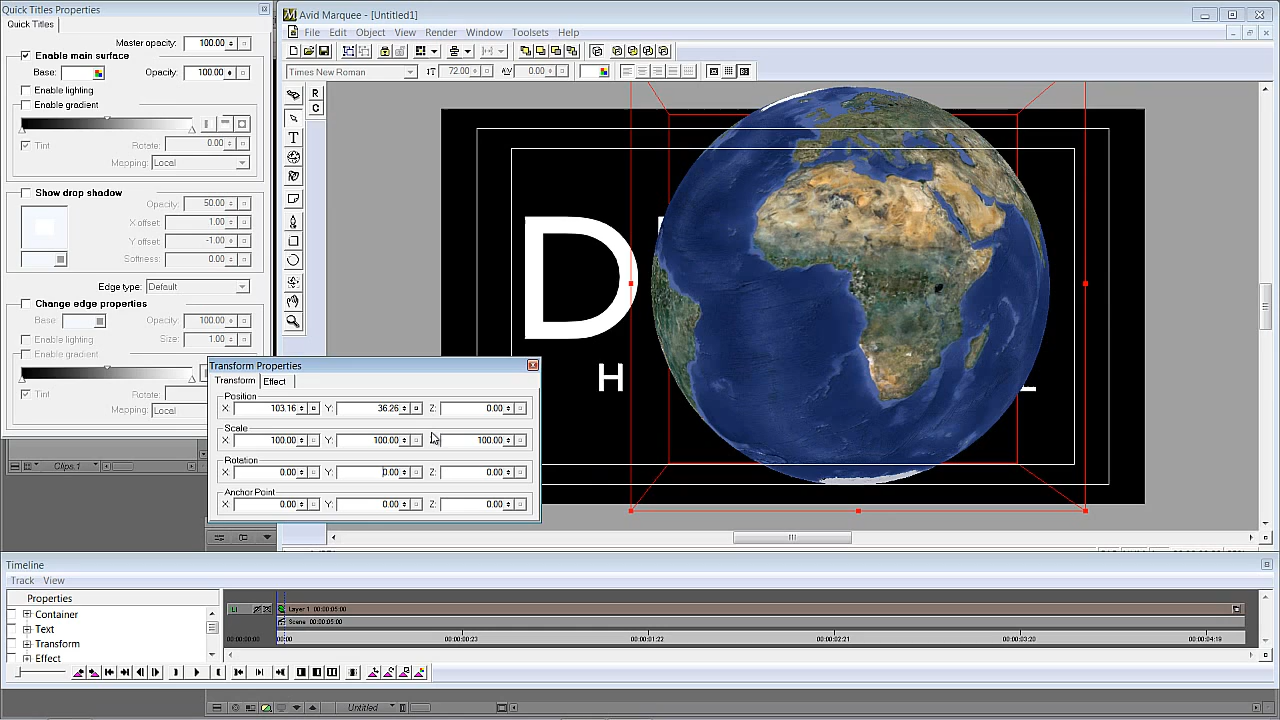 Quick Titles Properties
Quick Titles
Master opacity: 100.00
Enable main surface
Base: Opacity: 100.00
Enable lighting
Enable gradient
Tint Rotate: 0.00
Mapping: Local
Show drop shadow
Opacity: 50.00
X offset: 1.00
Y offset: -1.00
Softness: 0.00
Edge type: Default
Change edge properties
Base: Opacity: 100.00
Enable lighting Size: 1.00
Enable gradient
Tint
Mapping: Local
Clips.1
Avid Marquee - [Untitled1]
File Edit Object View Render Window Toolsets Help
Times New Roman 72.00 0.00
R
C
D
H
Transform Properties
Transform Effect
Position
X: 103.16 Y: 36.26 Z: 0.00
Scale
X: 100.00 Y: 100.00 100.00
Rotation
X: 0.00 Y: 0.00 Z: 0.00
Anchor Point
X: 0.00 Y: 0.00 Z: 0.00
Timeline
Track View
Properties
Container
Text
Transform
Effect
L1 Layer 1 00:00:05:00
Scene 00:00:05:00
00:00:00:00 00:00 00:00:00:23 00:00:01:22 00:00:02:21 00:00:03:20 00:00:04:19
Untitled